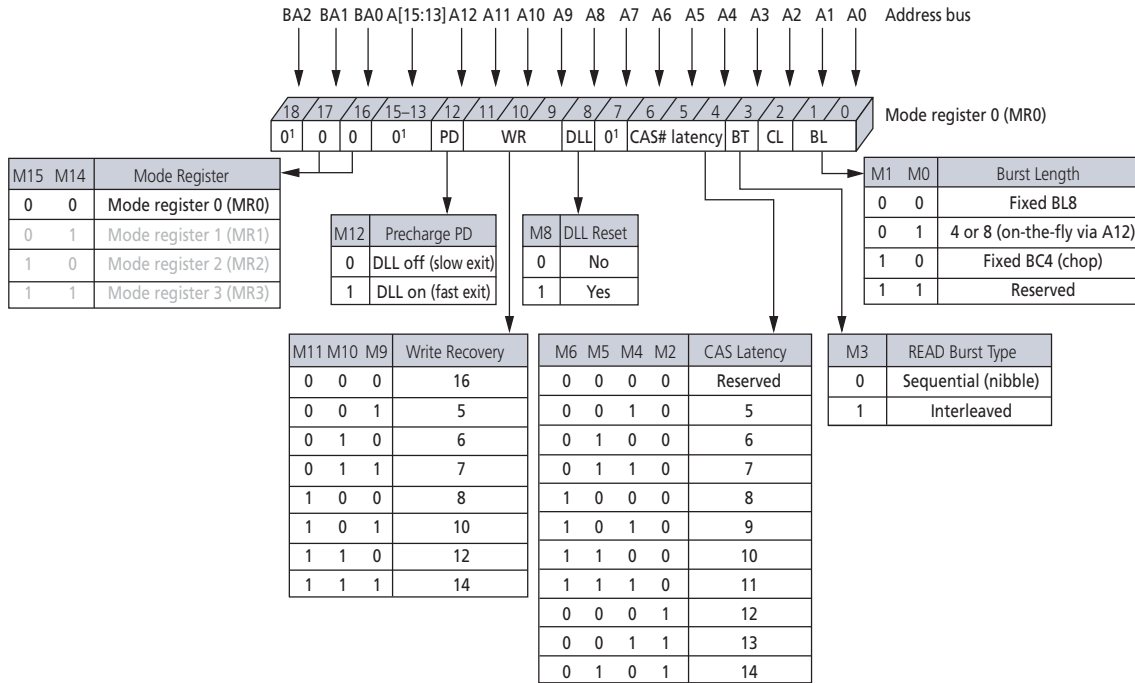 BA2 BA1 BA0 A[15:13] A12 A11 A10 A9 A8 A7 A6 A5 A4 A3 A2 A1 A0 Address bus
18 17 16 15–13 12 11 10 9 8 7 6 5 4 3 2 1 0 Mode register 0 (MR0)
0¹ 0 0 0¹ PD WR DLL 0¹ CAS# latency BT CL BL
M15 M14 Mode Register
0 0 Mode register 0 (MR0)
0 1 Mode register 1 (MR1)
1 0 Mode register 2 (MR2)
1 1 Mode register 3 (MR3)
M12 Precharge PD
0 DLL off (slow exit)
1 DLL on (fast exit)
M8 DLL Reset
0 No
1 Yes
M1 M0 Burst Length
0 0 Fixed BL8
0 1 4 or 8 (on-the-fly via A12)
1 0 Fixed BC4 (chop)
1 1 Reserved
M11 M10 M9 Write Recovery
0 0 0 16
0 0 1 5
0 1 0 6
0 1 1 7
1 0 0 8
1 0 1 10
1 1 0 12
1 1 1 14
M6 M5 M4 M2 CAS Latency
0 0 0 0 Reserved
0 0 1 0 5
0 1 0 0 6
0 1 1 0 7
1 0 0 0 8
1 0 1 0 9
1 1 0 0 10
1 1 1 0 11
0 0 0 1 12
0 0 1 1 13
0 1 0 1 14
M3 READ Burst Type
0 Sequential (nibble)
1 Interleaved